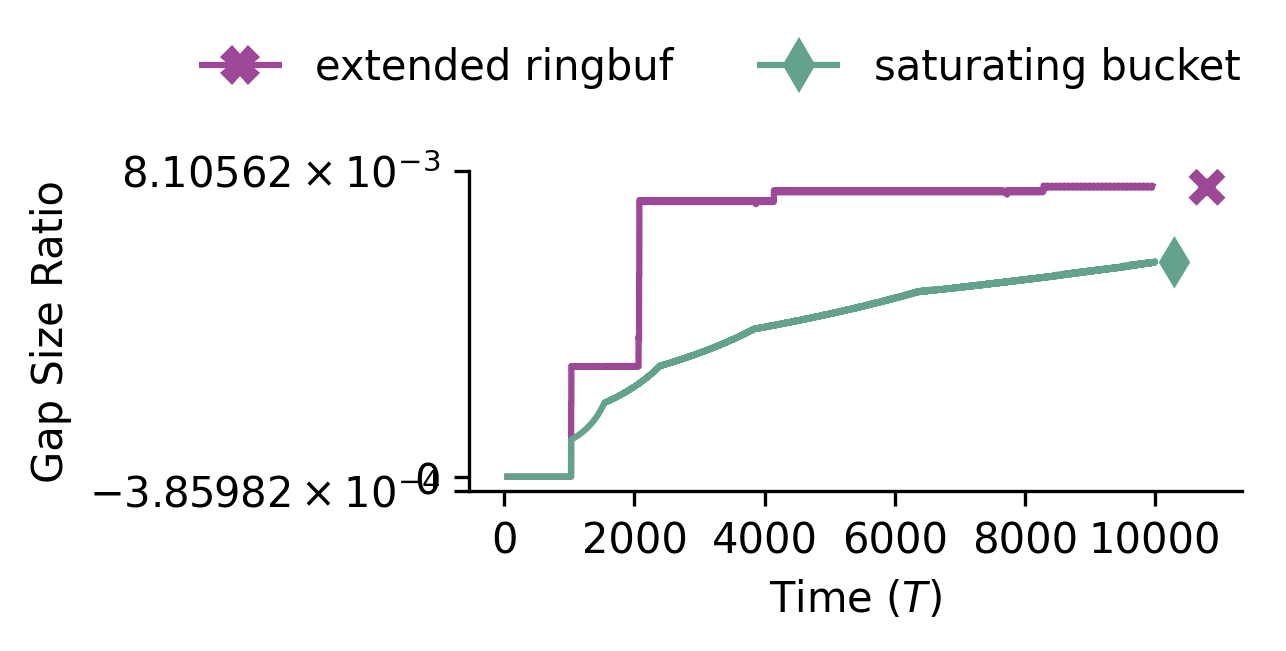 extended ringbuf saturating bucket
8.10562 × 10⁻³
Gap Size Ratio
0
−3.85982 × 10⁻⁴
0 2000 4000 6000 8000 10000
Time (T)